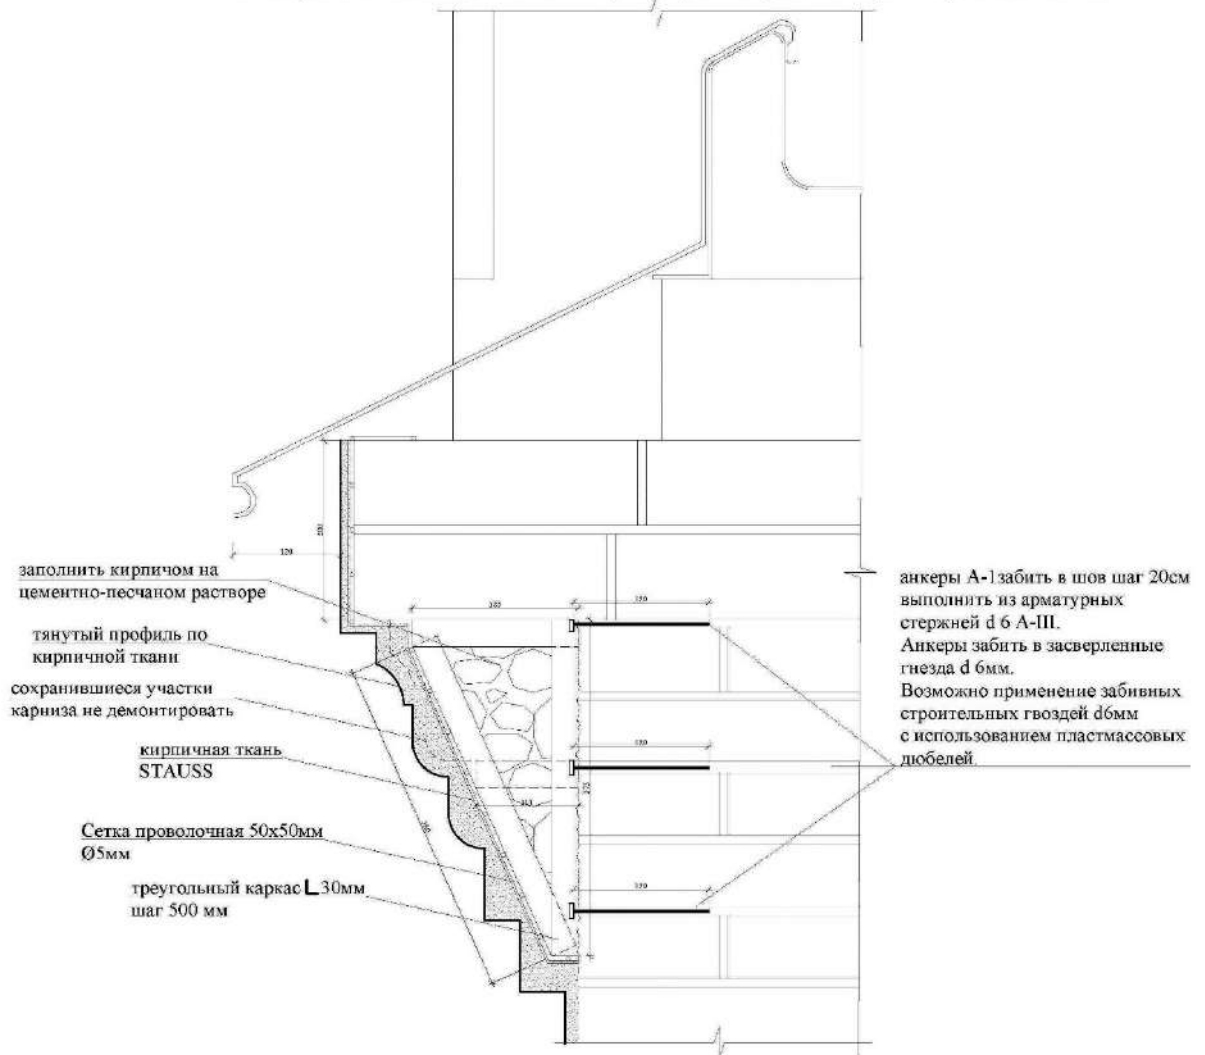 заполнить кирпичом на
цементно-песчаном растворе
тянутый профиль по
кирпичной ткани
сохранившиеся участки
карниза не демонтировать
кирпичная ткань
STAUSS
Сетка проволочная 50х50мм
Ø5мм
треугольный каркас L 30мм
шаг 500 мм
анкеры А-1забить в шов шаг 20см
выполнить из арматурных
стержней d 6 А-III.
Анкеры забить в засверленные
гнезда d 6мм.
Возможно применение забивных
строительных гвоздей d6мм
с использованием пластмассовых
дюбелей.